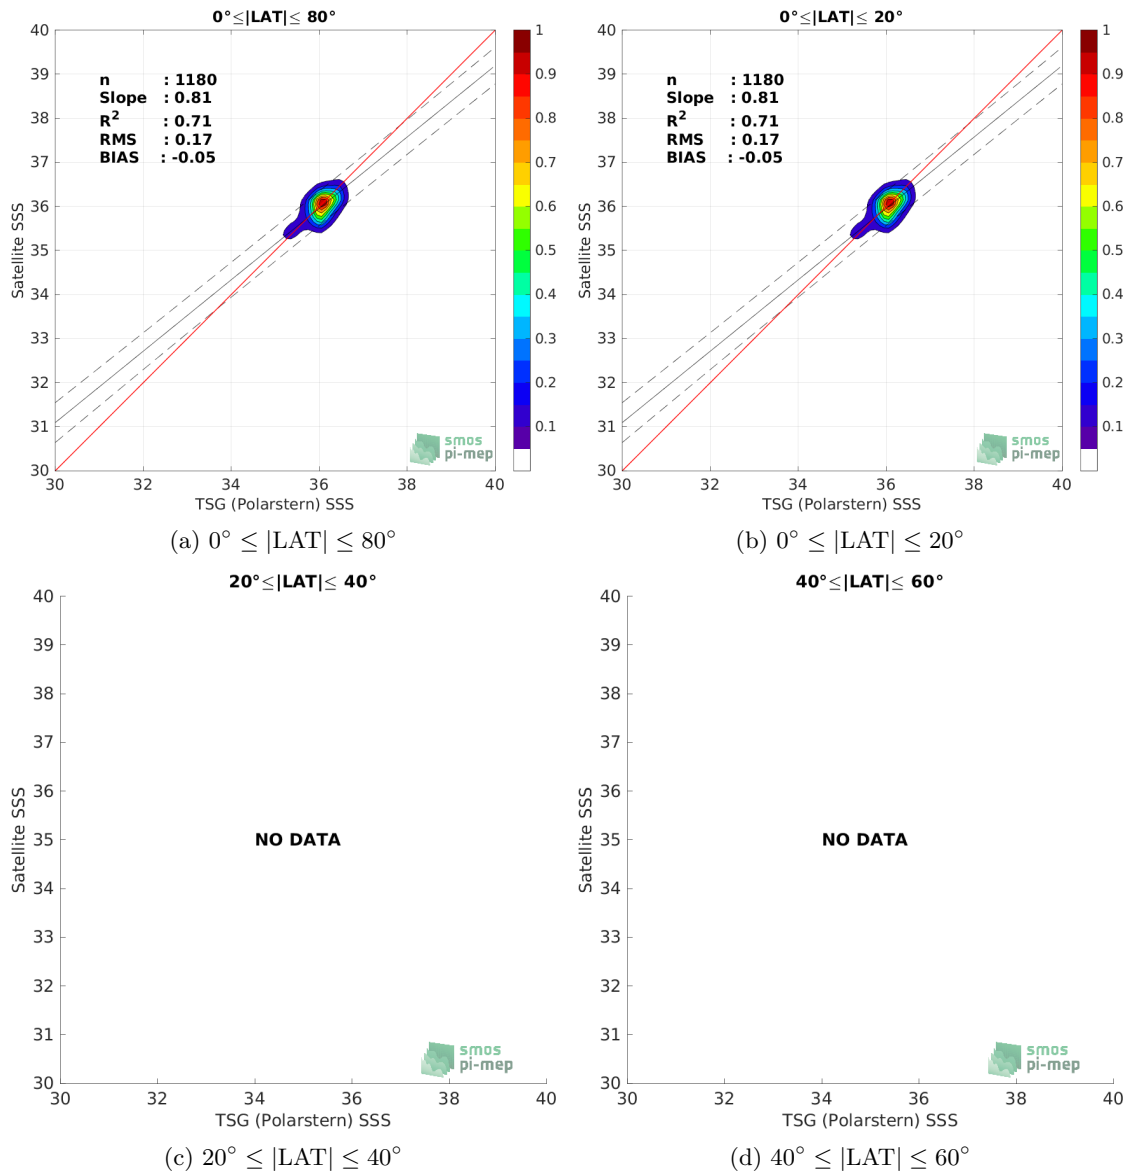 0°≤|LAT|≤ 80°
40
39
38
37
36
35
34
33
32
31
30
Satellite SSS
n : 1180
Slope : 0.81
R² : 0.71
RMS : 0.17
BIAS : -0.05
1
0.9
0.8
0.7
0.6
0.5
0.4
0.3
0.2
0.1
smos
pi-mep
30 32 34 36 38 40
TSG (Polarstern) SSS
(a) 0° ≤ |LAT| ≤ 80°
0°≤|LAT|≤ 20°
40
39
38
37
36
35
34
33
32
31
30
Satellite SSS
n : 1180
Slope : 0.81
R² : 0.71
RMS : 0.17
BIAS : -0.05
1
0.9
0.8
0.7
0.6
0.5
0.4
0.3
0.2
0.1
smos
pi-mep
30 32 34 36 38 40
TSG (Polarstern) SSS
(b) 0° ≤ |LAT| ≤ 20°
20°≤|LAT|≤ 40°
40
39
38
37
36
35
34
33
32
31
30
Satellite SSS
NO DATA
smos
pi-mep
30 32 34 36 38 40
TSG (Polarstern) SSS
(c) 20° ≤ |LAT| ≤ 40°
40°≤|LAT|≤ 60°
40
39
38
37
36
35
34
33
32
31
30
Satellite SSS
NO DATA
smos
pi-mep
30 32 34 36 38 40
TSG (Polarstern) SSS
(d) 40° ≤ |LAT| ≤ 60°